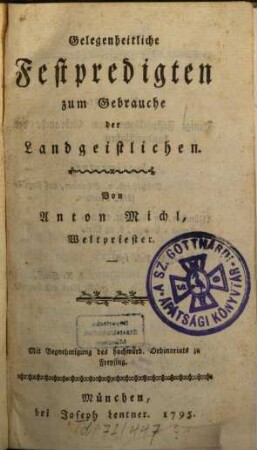 Gelegenheitliche
Festpredigten
zum Gebrauche
der
Landgeistlichen.
Von
Anton Michl,
Weltpriester.
A SZ. GOTTHÁRDI
APÁTSÁGI KÖNYVTÁR
Mit Begnehmigung des hochwürd. Ordinariats zu
Freysing.
München,
bei Joseph Lentner. 1795.